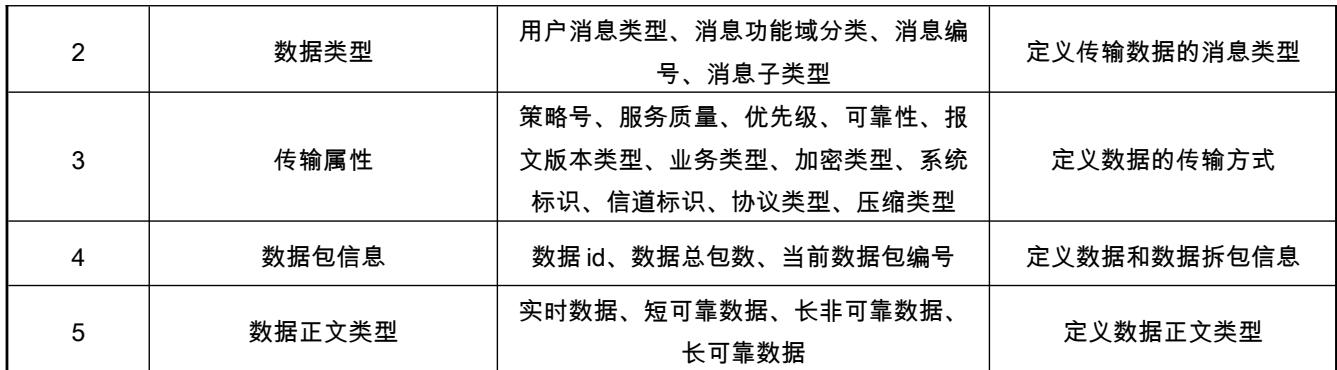 2 数据类型 用户消息类型、消息功能域分类、消息编 定义传输数据的消息类型
号、消息子类型
策略号、服务质量、优先级、可靠性、报
3 传输属性 文版本类型、业务类型、加密类型、系统 定义数据的传输方式
标识、信道标识、协议类型、压缩类型
4 数据包信息 数据 id、数据总包数、当前数据包编号 定义数据和数据拆包信息
5 数据正文类型 实时数据、短可靠数据、长非可靠数据、 定义数据正文类型
长可靠数据